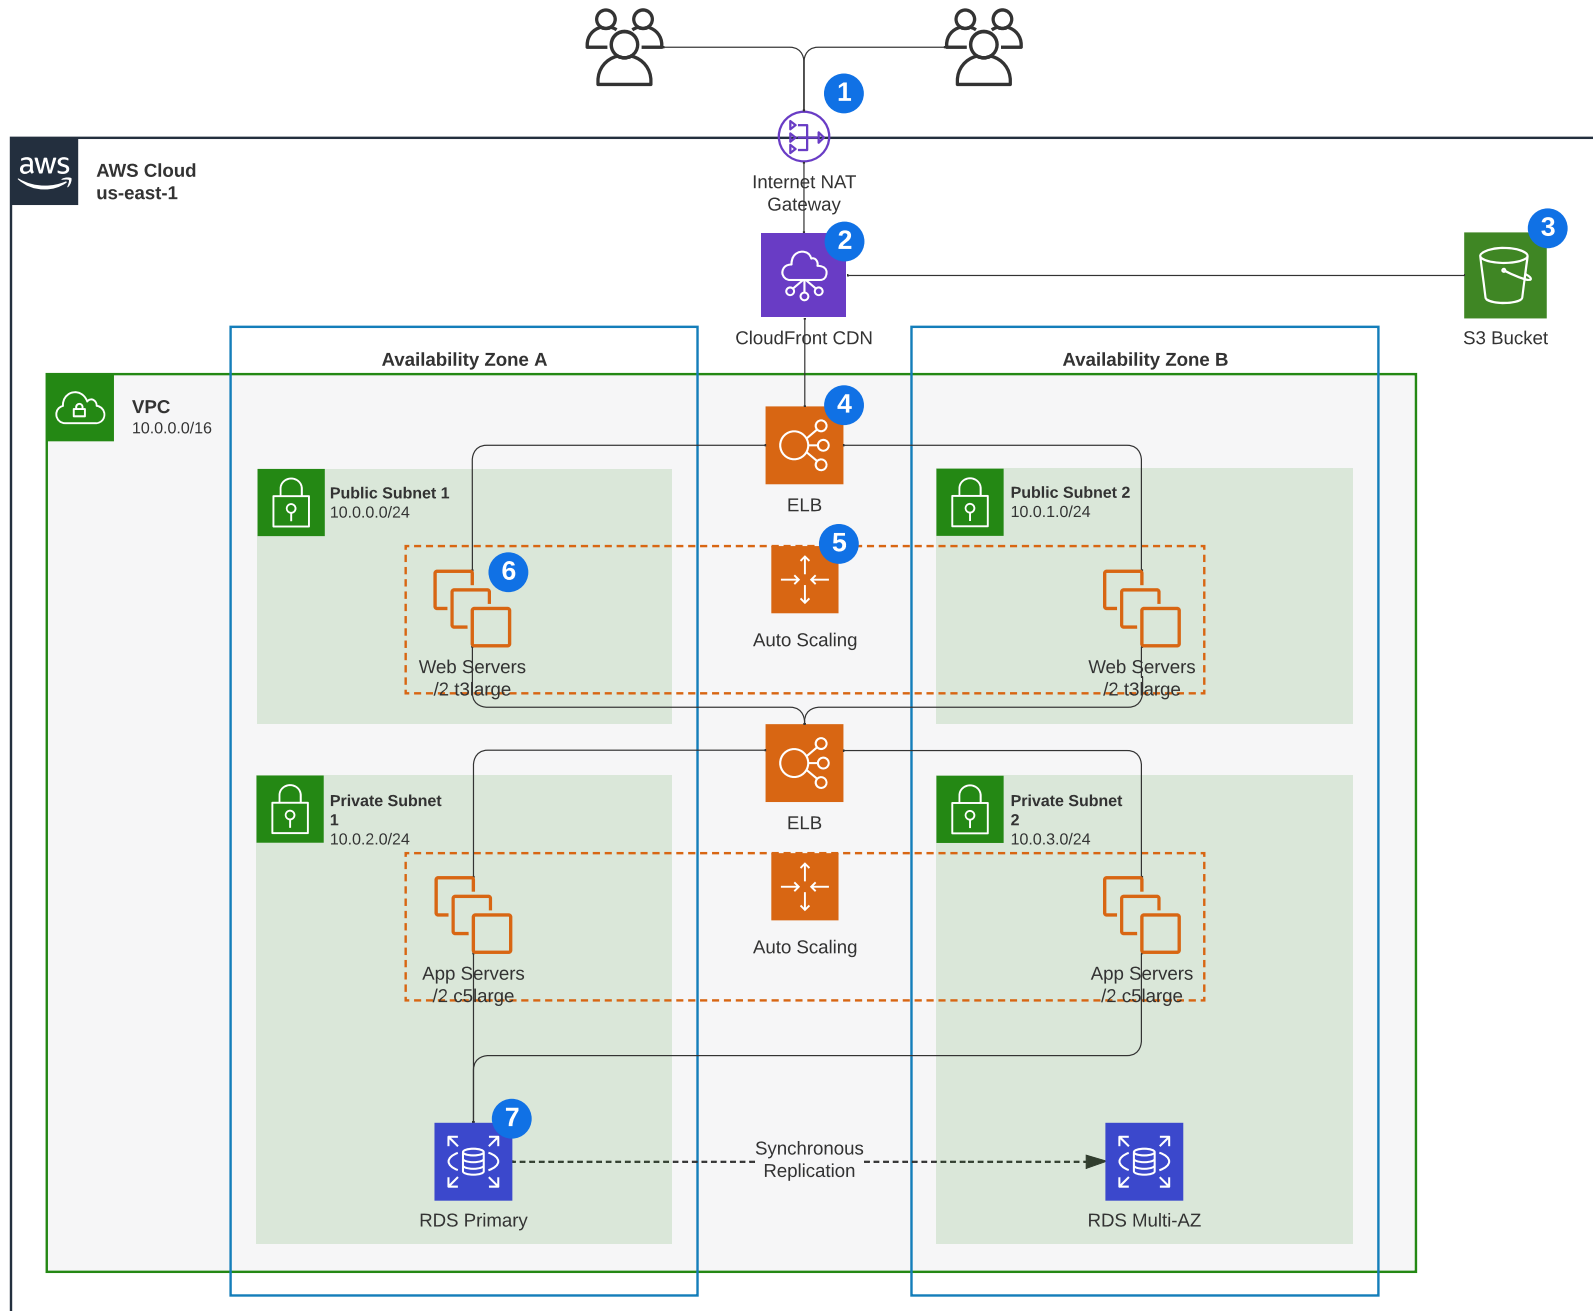 1
aws
AWS Cloud
us-east-1
Internet NAT
Gateway
2
3
CloudFront CDN
S3 Bucket
Availability Zone A
Availability Zone B
VPC
10.0.0.0/16
4
ELB
Public Subnet 1
10.0.0.0/24
Public Subnet 2
10.0.1.0/24
5
Auto Scaling
6
Web Servers
/2 t3large
Web Servers
/2 t3large
ELB
Private Subnet
1
10.0.2.0/24
Private Subnet
2
10.0.3.0/24
Auto Scaling
App Servers
/2 c5large
App Servers
/2 c5large
7
RDS Primary
Synchronous
Replication
RDS Multi-AZ